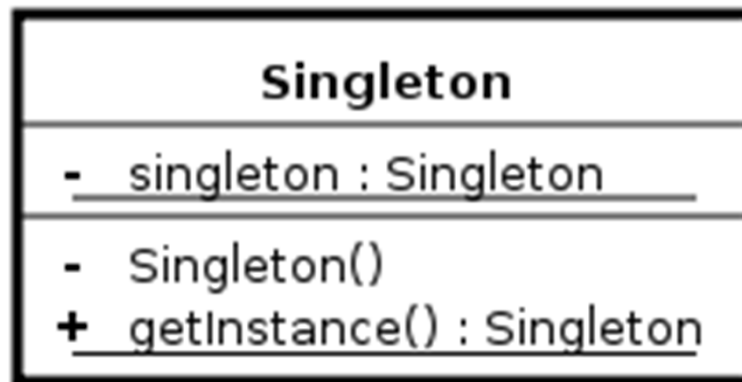 Singleton
- singleton : Singleton
- Singleton()
+ getInstance() : Singleton